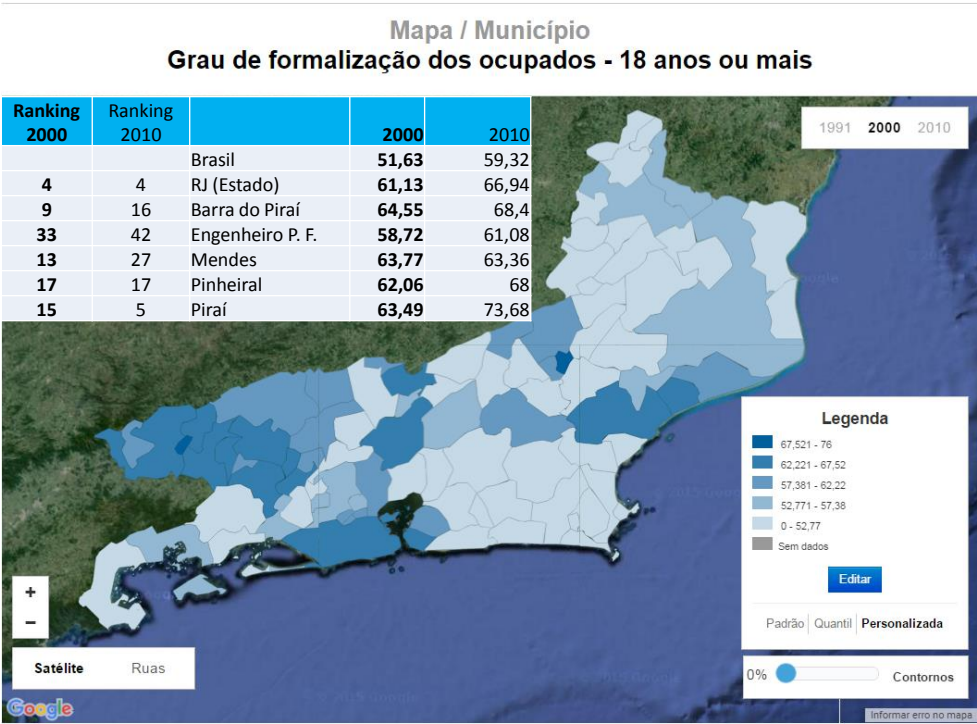 Mapa / Município
Grau de formalização dos ocupados - 18 anos ou mais
Ranking 2000 Ranking 2010 2000 2010
Brasil 51,63 59,32
4 4 RJ (Estado) 61,13 66,94
9 16 Barra do Piraí 64,55 68,4
33 42 Engenheiro P. F. 58,72 61,08
13 27 Mendes 63,77 63,36
17 17 Pinheiral 62,06 68
15 5 Piraí 63,49 73,68
1991 2000 2010
Legenda
67,521 - 76
62,221 - 67,52
57,381 - 62,22
52,771 - 57,38
0 - 52,77
Sem dados
Editar
Padrão Quantil Personalizada
0% Contornos
+
−
Satélite Ruas
Google
Informar erro no mapa